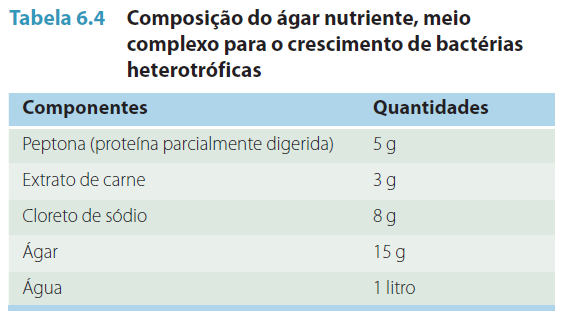 Tabela 6.4 Composição do ágar nutriente, meio
complexo para o crescimento de bactérias
heterotróficas
Componentes Quantidades
Peptona (proteína parcialmente digerida) 5 g
Extrato de carne 3 g
Cloreto de sódio 8 g
Ágar 15 g
Água 1 litro